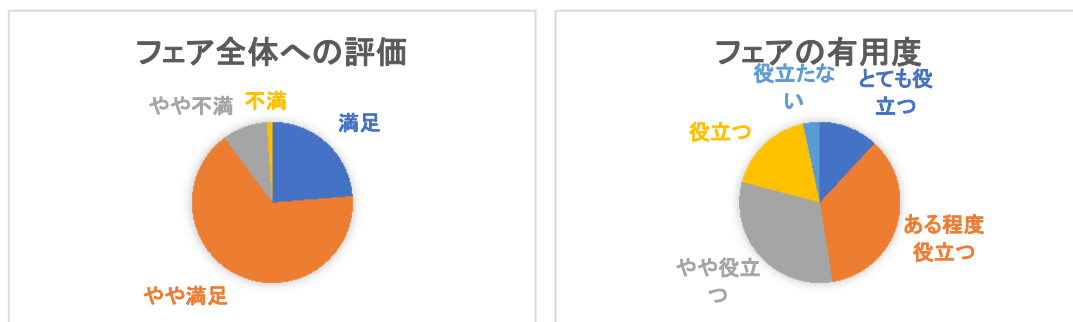 フェア全体への評価
やや不満
不満
満足
やや満足
フェアの有用度
役立たな
い
とても役
立つ
役立つ
ある程度
役立つ
やや役立
つ